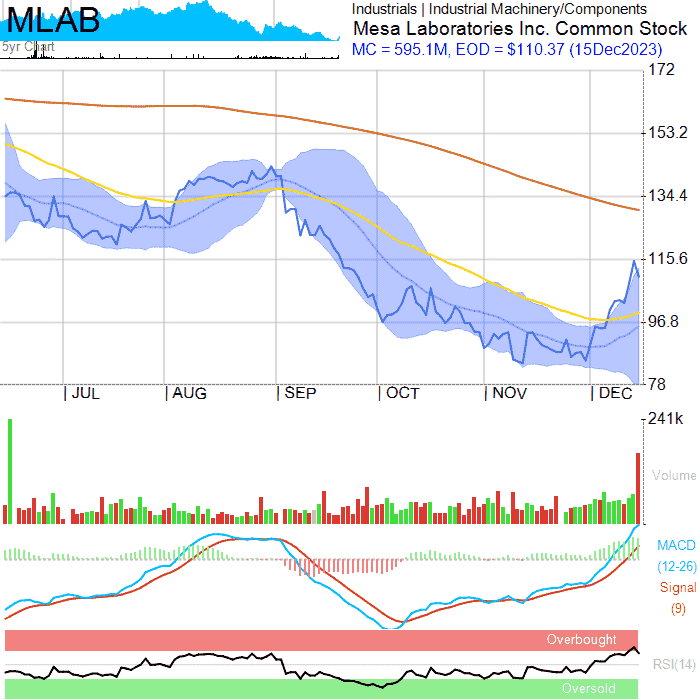 MLAB
5yr Chart
Industrials | Industrial Machinery/Components
Mesa Laboratories Inc. Common Stock
MC = 595.1M, EOD = $110.37 (15Dec2023)
172
153.2
134.4
115.6
96.8
78
JUL
AUG
SEP
OCT
NOV
DEC
241k
Volume
MACD
(12-26)
Signal
(9)
Overbought
RSI(14)
Oversold